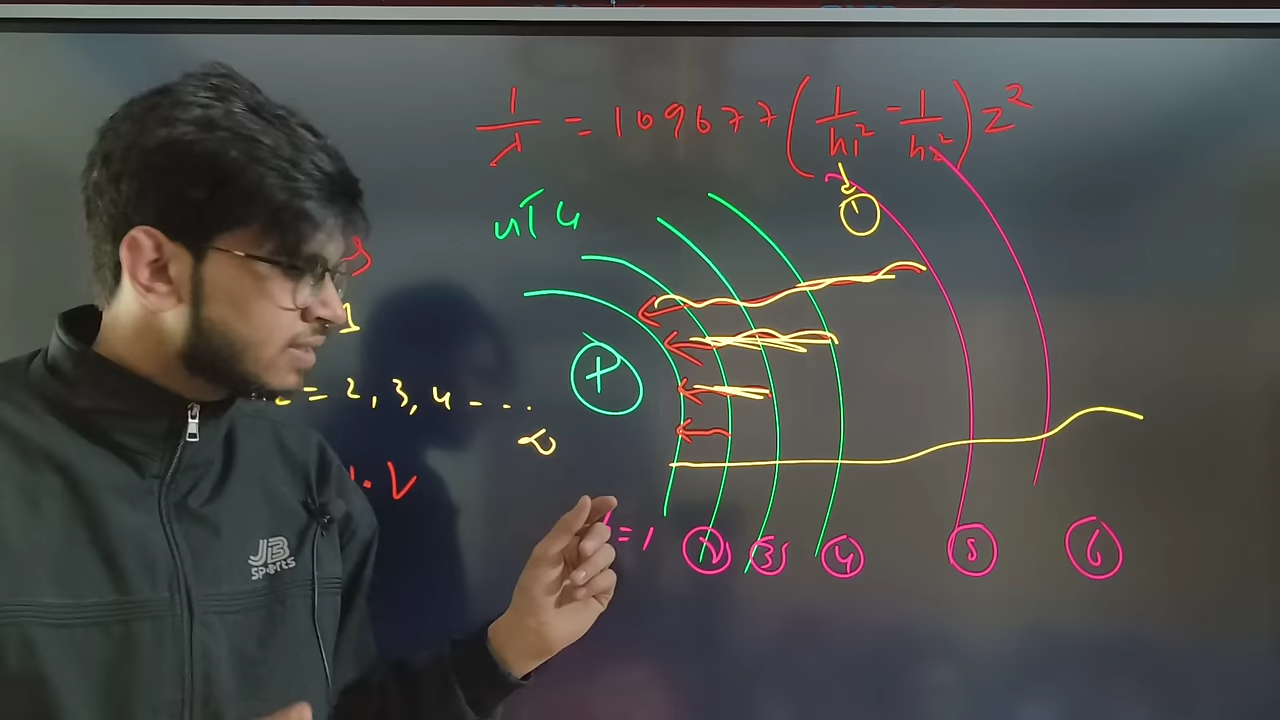 1/λ = 109677 (1/n₁² - 1/n₂²) z²
1
1
= 2, 3, 4 - - - -
∞
. V
+
=1 2 3 4 5 6
JB
SPORTS